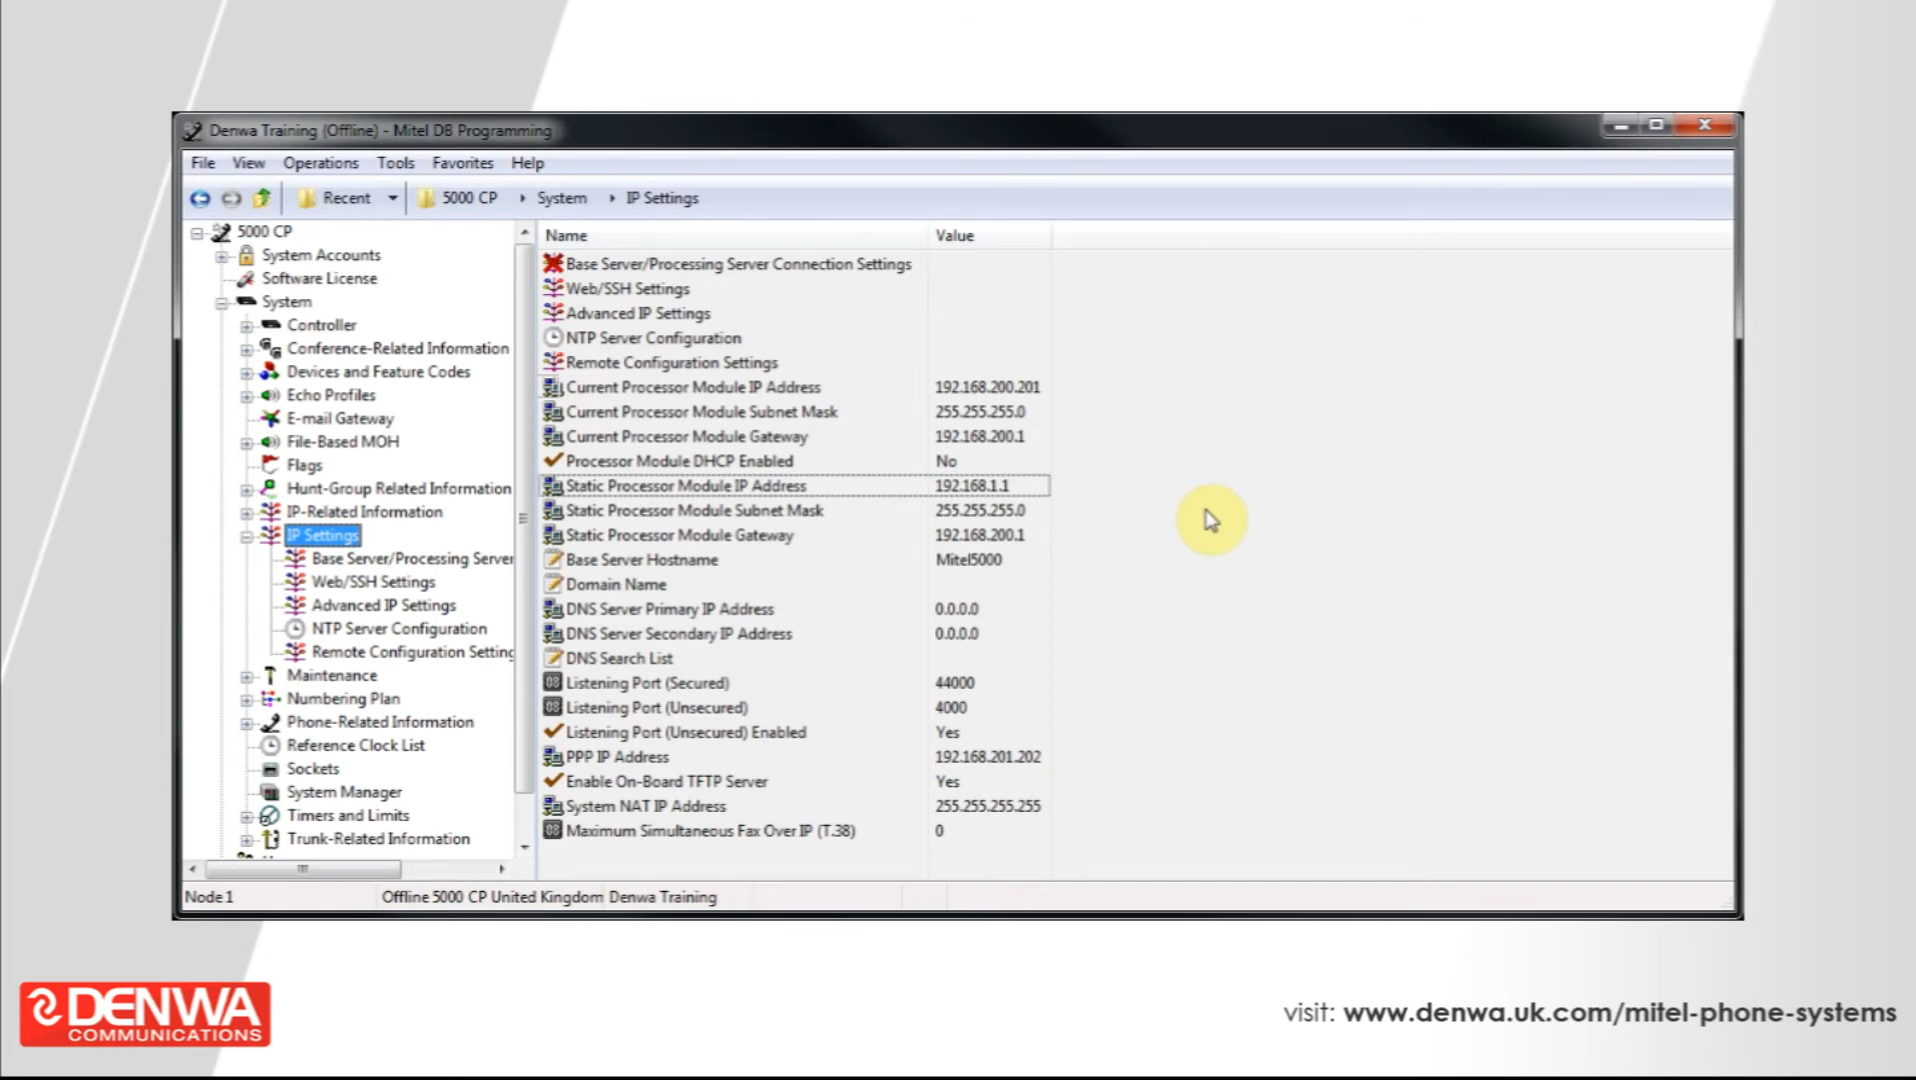 Denwa Training (Offline) - Mitel DB Programming
File View Operations Tools Favorites Help
Recent 5000 CP System IP Settings
5000 CP
System Accounts
Software License
System
Controller
Conference-Related Information
Devices and Feature Codes
Echo Profiles
E-mail Gateway
File-Based MOH
Flags
Hunt-Group Related Information
IP-Related Information
IP Settings
Base Server/Processing Server
Web/SSH Settings
Advanced IP Settings
NTP Server Configuration
Remote Configuration Setting
Maintenance
Numbering Plan
Phone-Related Information
Reference Clock List
Sockets
System Manager
Timers and Limits
Trunk-Related Information
Name Value
Base Server/Processing Server Connection Settings
Web/SSH Settings
Advanced IP Settings
NTP Server Configuration
Remote Configuration Settings
Current Processor Module IP Address 192.168.200.201
Current Processor Module Subnet Mask 255.255.255.0
Current Processor Module Gateway 192.168.200.1
Processor Module DHCP Enabled No
Static Processor Module IP Address 192.168.1.1
Static Processor Module Subnet Mask 255.255.255.0
Static Processor Module Gateway 192.168.200.1
Base Server Hostname Mitel5000
Domain Name
DNS Server Primary IP Address 0.0.0.0
DNS Server Secondary IP Address 0.0.0.0
DNS Search List
Listening Port (Secured) 44000
Listening Port (Unsecured) 4000
Listening Port (Unsecured) Enabled Yes
PPP IP Address 192.168.201.202
Enable On-Board TFTP Server Yes
System NAT IP Address 255.255.255.255
Maximum Simultaneous Fax Over IP (T.38) 0
Node 1 Offline 5000 CP United Kingdom Denwa Training
DENWA
COMMUNICATIONS
visit: www.denwa.uk.com/mitel-phone-systems